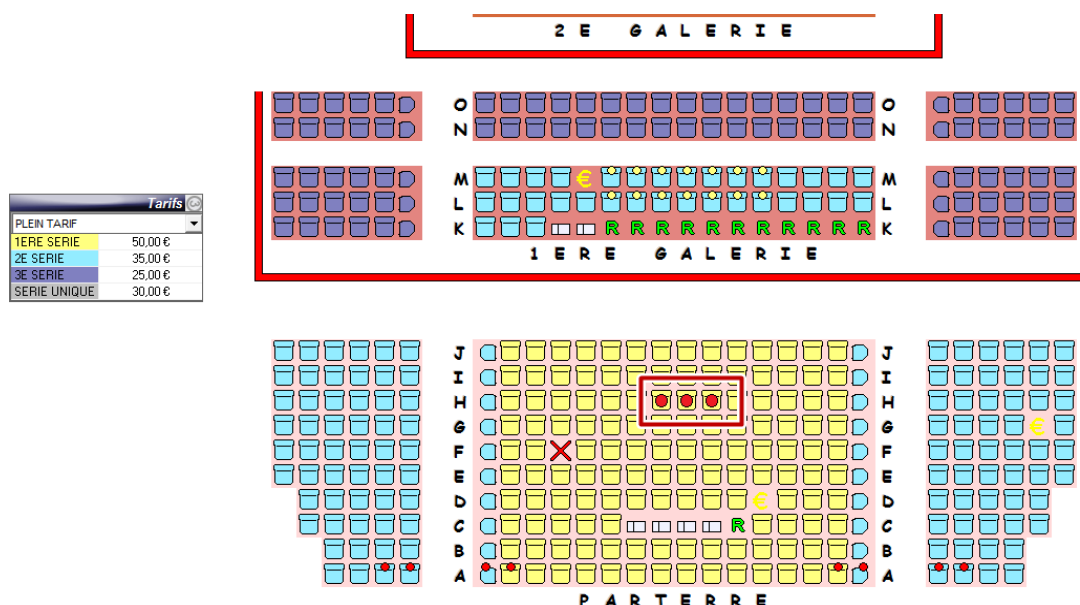 2E GALERIE
O O
N N
M € M
L L
K R R R R R R R R R R R K
1ERE GALERIE
Tarifs
PLEIN TARIF
1ERE SERIE 50,00 €
2E SERIE 35,00 €
3E SERIE 25,00 €
SERIE UNIQUE 30,00 €
J J
I I
H H
G G €
F F
E E
D € D
C R C
B B
A A
PARTERRE